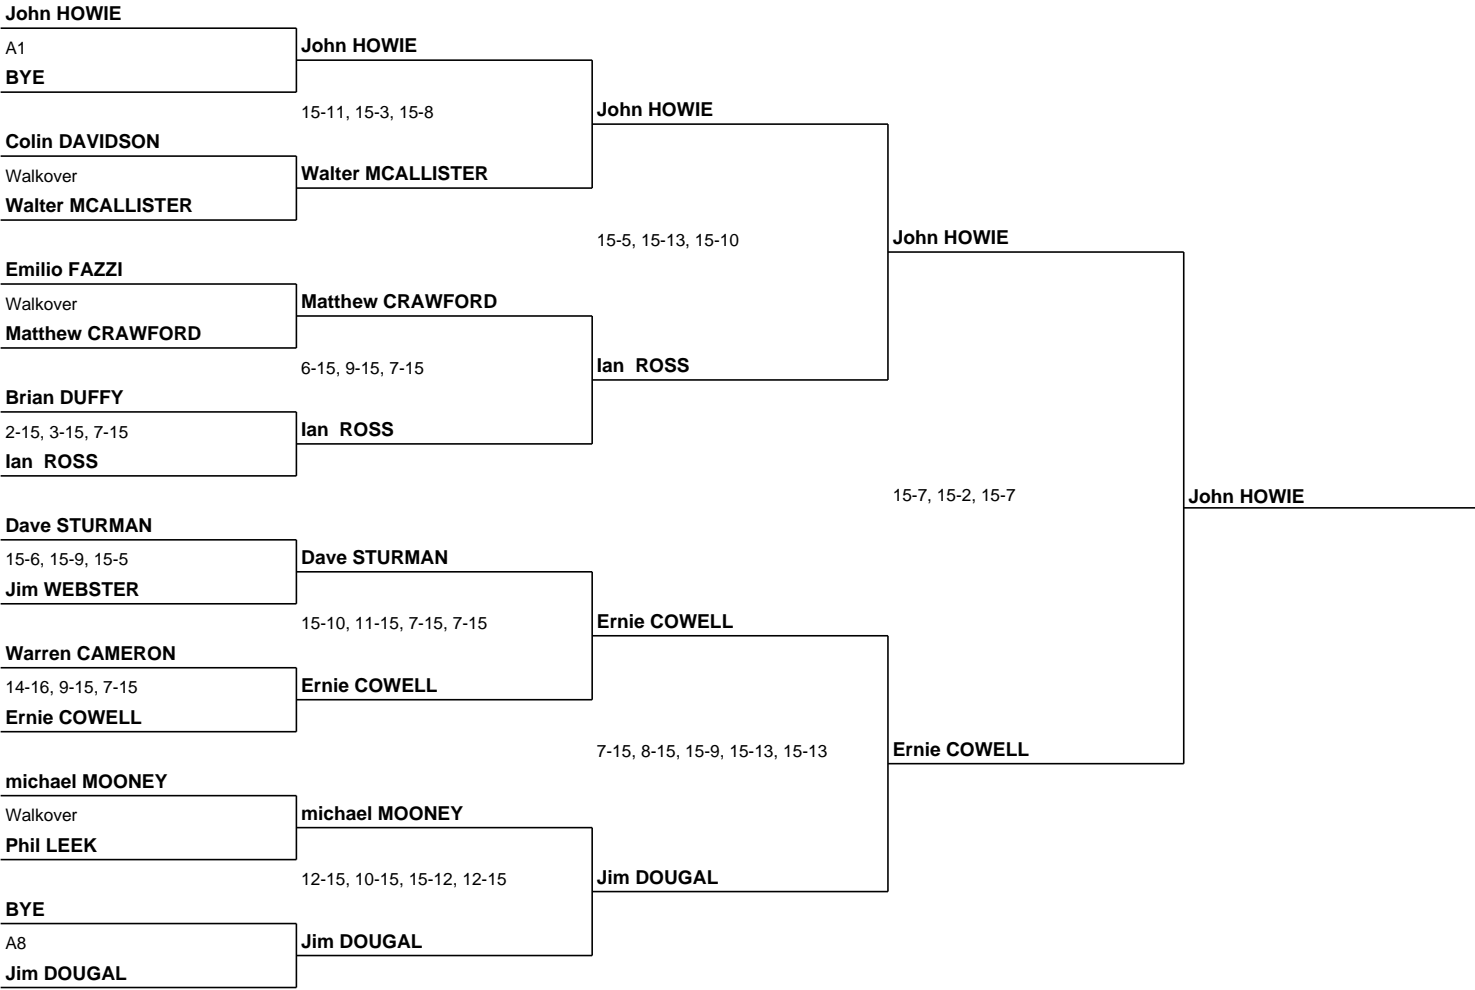 John HOWIE
A1
BYE
Colin DAVIDSON
Walkover
Walter MCALLISTER
Emilio FAZZI
Walkover
Matthew CRAWFORD
Brian DUFFY
2-15, 3-15, 7-15
Ian  ROSS
Dave STURMAN
15-6, 15-9, 15-5
Jim WEBSTER
Warren CAMERON
14-16, 9-15, 7-15
Ernie COWELL
michael MOONEY
Walkover
Phil LEEK
BYE
A8
Jim DOUGAL
John HOWIE
15-11, 15-3, 15-8
Walter MCALLISTER
Matthew CRAWFORD
6-15, 9-15, 7-15
Ian  ROSS
Dave STURMAN
15-10, 11-15, 7-15, 7-15
Ernie COWELL
michael MOONEY
12-15, 10-15, 15-12, 12-15
Jim DOUGAL
John HOWIE
15-5, 15-13, 15-10
Ian  ROSS
Ernie COWELL
7-15, 8-15, 15-9, 15-13, 15-13
Jim DOUGAL
John HOWIE
15-7, 15-2, 15-7
Ernie COWELL
John HOWIE